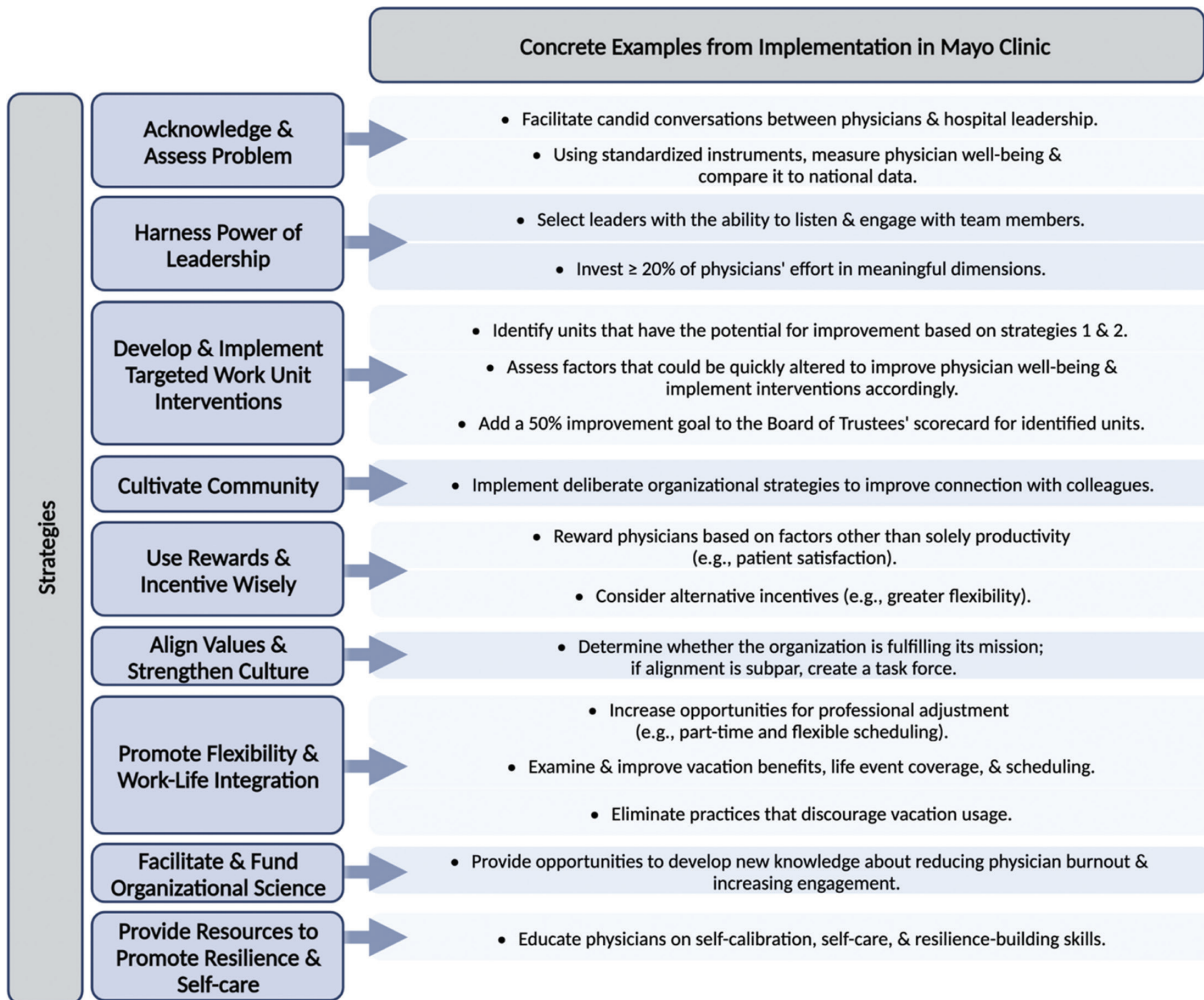 Concrete Examples from Implementation in Mayo Clinic
Strategies
Acknowledge &
Assess Problem
• Facilitate candid conversations between physicians & hospital leadership.
• Using standardized instruments, measure physician well-being &
compare it to national data.
Harness Power of
Leadership
• Select leaders with the ability to listen & engage with team members.
• Invest ≥ 20% of physicians' effort in meaningful dimensions.
Develop & Implement
Targeted Work Unit
Interventions
• Identify units that have the potential for improvement based on strategies 1 & 2.
• Assess factors that could be quickly altered to improve physician well-being &
implement interventions accordingly.
• Add a 50% improvement goal to the Board of Trustees' scorecard for identified units.
Cultivate Community
• Implement deliberate organizational strategies to improve connection with colleagues.
Use Rewards &
Incentive Wisely
• Reward physicians based on factors other than solely productivity
(e.g., patient satisfaction).
• Consider alternative incentives (e.g., greater flexibility).
Align Values &
Strengthen Culture
• Determine whether the organization is fulfilling its mission;
if alignment is subpar, create a task force.
Promote Flexibility &
Work-Life Integration
• Increase opportunities for professional adjustment
(e.g., part-time and flexible scheduling).
• Examine & improve vacation benefits, life event coverage, & scheduling.
• Eliminate practices that discourage vacation usage.
Facilitate & Fund
Organizational Science
• Provide opportunities to develop new knowledge about reducing physician burnout &
increasing engagement.
Provide Resources to
Promote Resilience &
Self-care
• Educate physicians on self-calibration, self-care, & resilience-building skills.